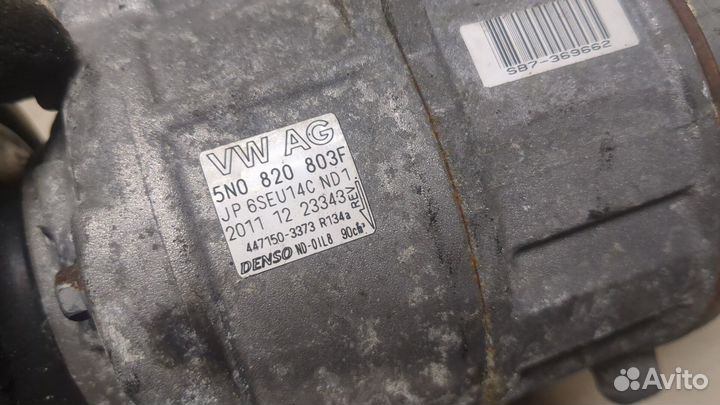 SB7-369662
VW AG
5N0 820 803F
JP 6SEU14C ND1
2011 12 23343
REV
447150-3373 R134a
DENSO ND-OIL8
Avito